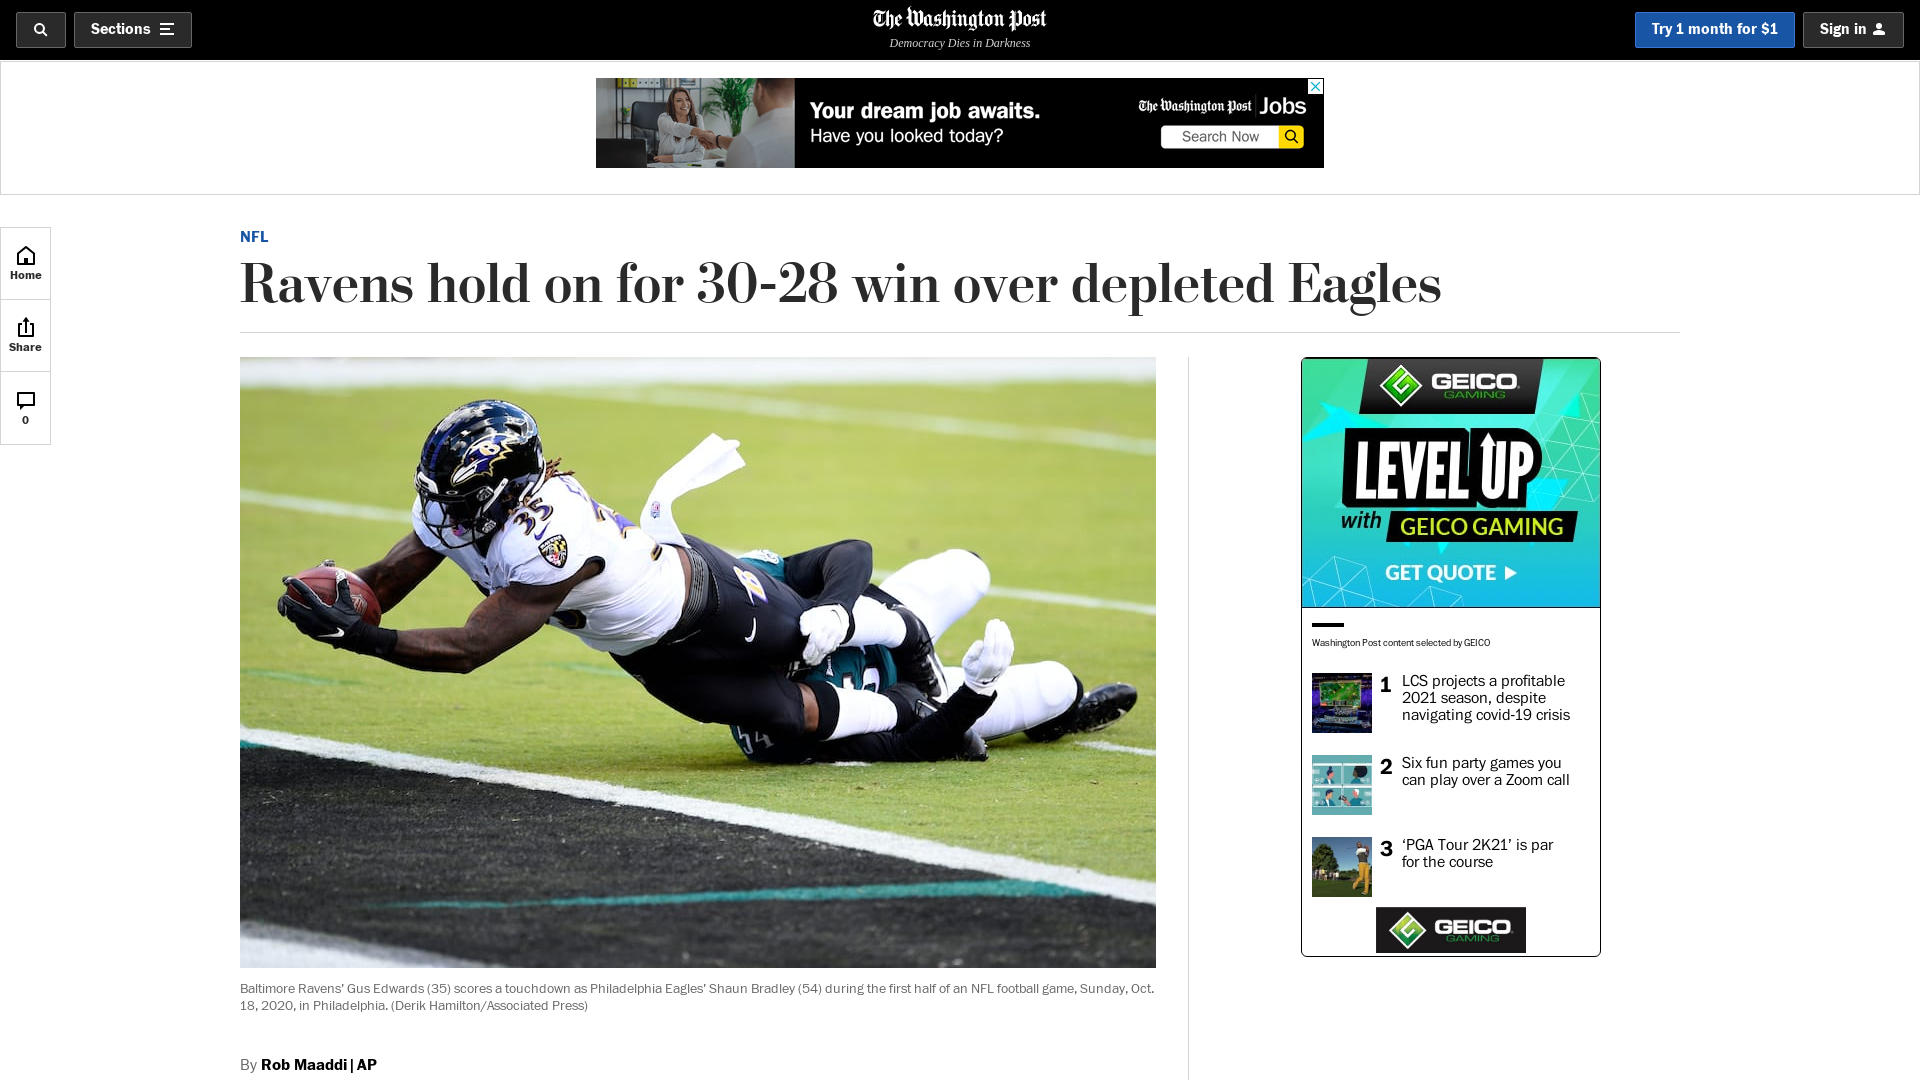 Sections
The Washington Post
Democracy Dies in Darkness
Try 1 month for $1
Sign in
Your dream job awaits.
Have you looked today?
The Washington Post Jobs
Search Now
Home
Share
0
NFL
Ravens hold on for 30-28 win over depleted Eagles
35
54
GEICO
GAMING
LEVEL UP
with GEICO GAMING
GET QUOTE
Washington Post content selected by GEICO
1 LCS projects a profitable
2021 season, despite
navigating covid-19 crisis
2 Six fun party games you
can play over a Zoom call
3 ‘PGA Tour 2K21’ is par
for the course
GEICO
GAMING
Baltimore Ravens’ Gus Edwards (35) scores a touchdown as Philadelphia Eagles’ Shaun Bradley (54) during the first half of an NFL football game, Sunday, Oct.
18, 2020, in Philadelphia. (Derik Hamilton/Associated Press)
By Rob Maaddi | AP